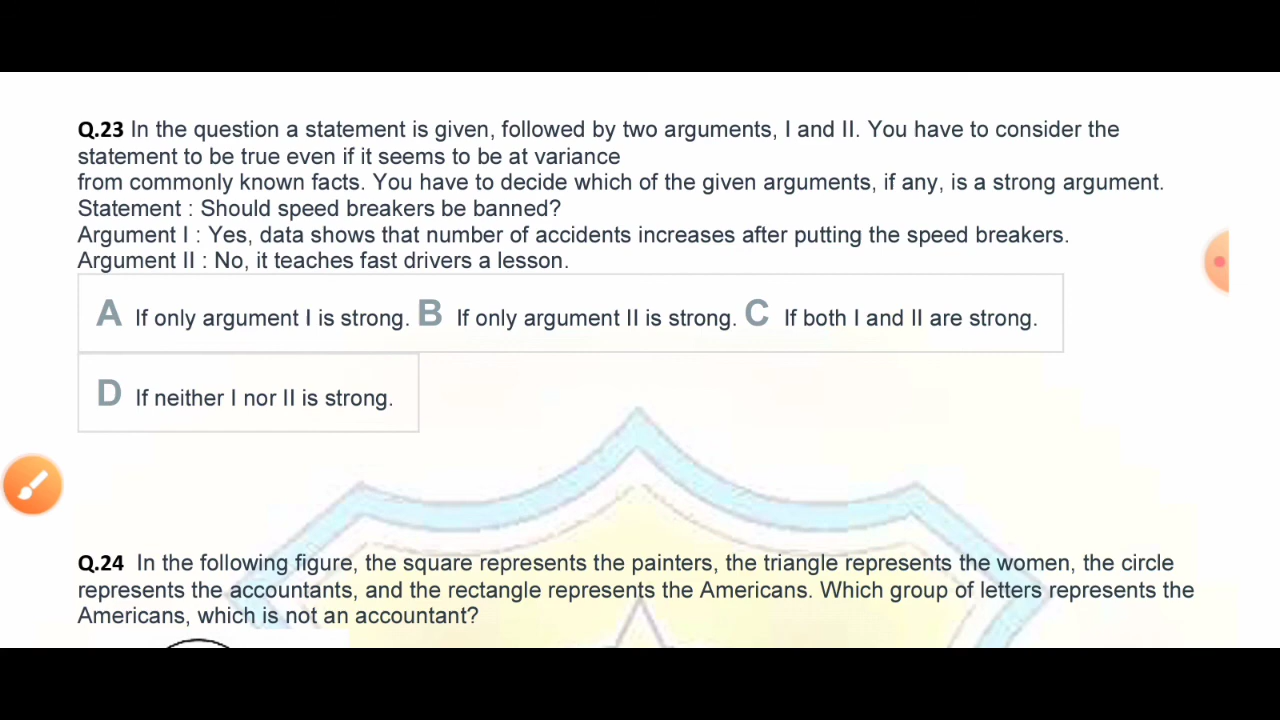 Q.23 In the question a statement is given, followed by two arguments, I and II. You have to consider the
statement to be true even if it seems to be at variance
from commonly known facts. You have to decide which of the given arguments, if any, is a strong argument.
Statement : Should speed breakers be banned?
Argument I : Yes, data shows that number of accidents increases after putting the speed breakers.
Argument II : No, it teaches fast drivers a lesson.
A If only argument I is strong. B If only argument II is strong. C If both I and II are strong.
D If neither I nor II is strong.
Q.24 In the following figure, the square represents the painters, the triangle represents the women, the circle
represents the accountants, and the rectangle represents the Americans. Which group of letters represents the
Americans, which is not an accountant?